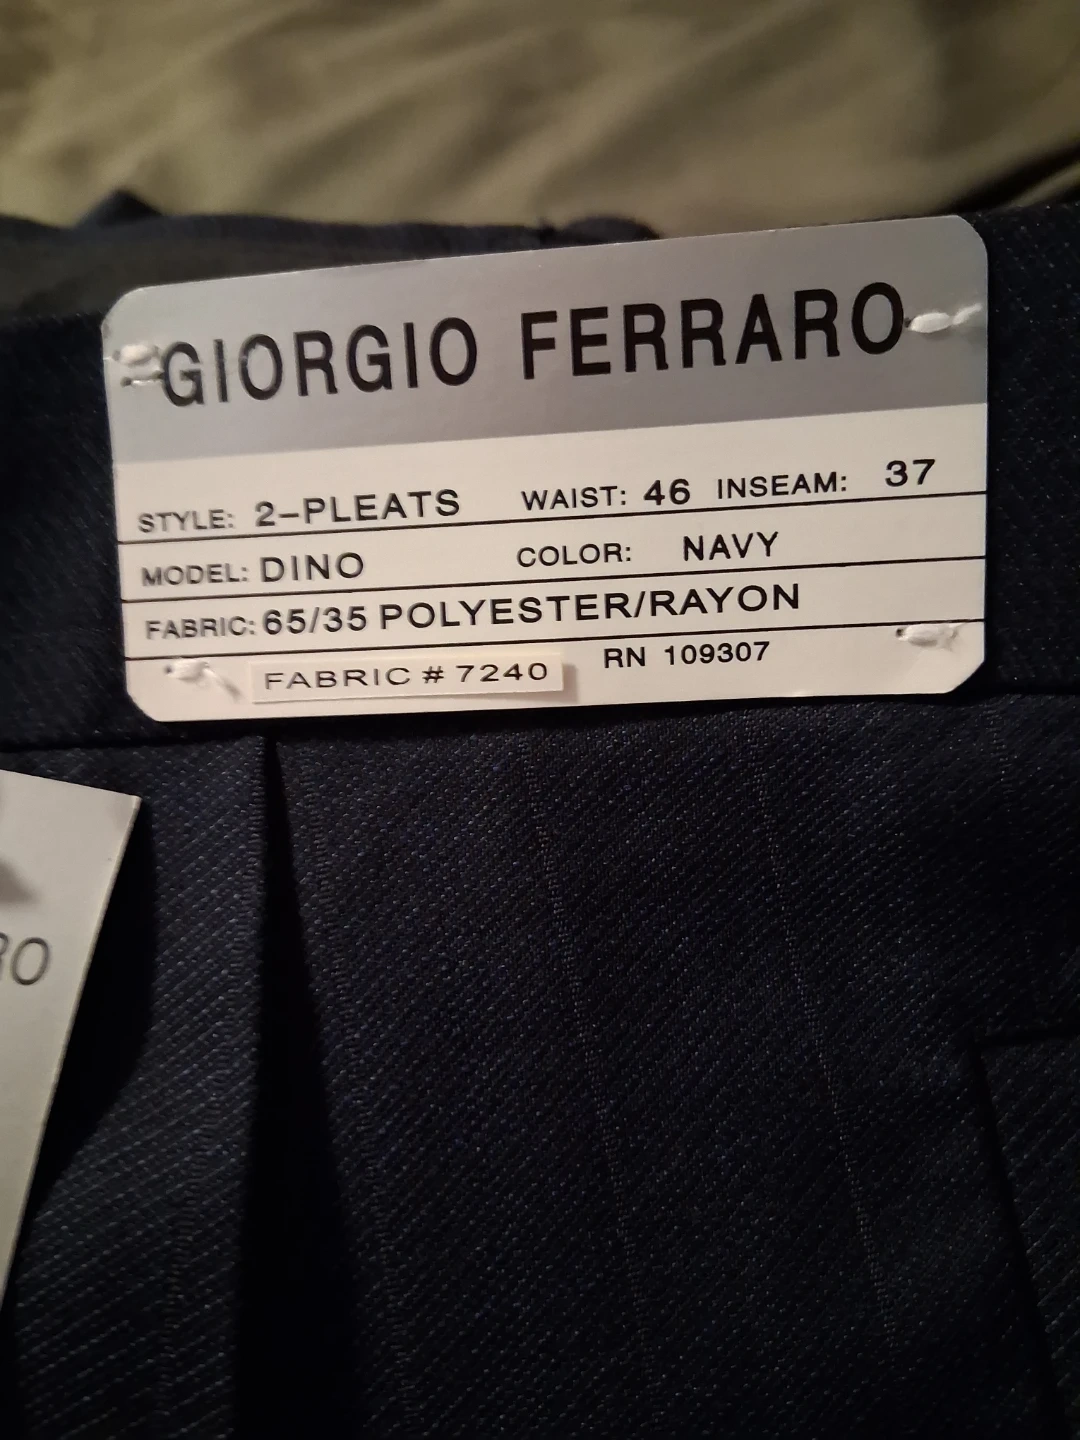 GIORGIO FERRARO
STYLE: 2-PLEATS WAIST: 46 INSEAM: 37
MODEL: DINO COLOR: NAVY
FABRIC: 65/35 POLYESTER/RAYON
FABRIC # 7240 RN 109307